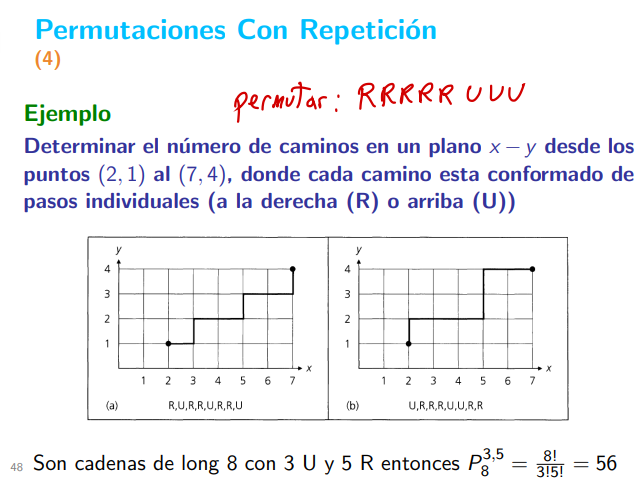 Permutaciones Con Repetición
(4)
permutar: RRRRR UUU
Ejemplo
Determinar el número de caminos en un plano x − y desde los
puntos (2, 1) al (7, 4), donde cada camino esta conformado de
pasos individuales (a la derecha (R) o arriba (U))
y
4
3
2
1
1 2 3 4 5 6 7
x
(a) R,U,R,R,U,R,R,U
y
4
3
2
1
1 2 3 4 5 6 7
x
(b) U,R,R,R,U,U,R,R
48 Son cadenas de long 8 con 3 U y 5 R entonces P_8^{3,5} = 8!/(3!5!) = 56